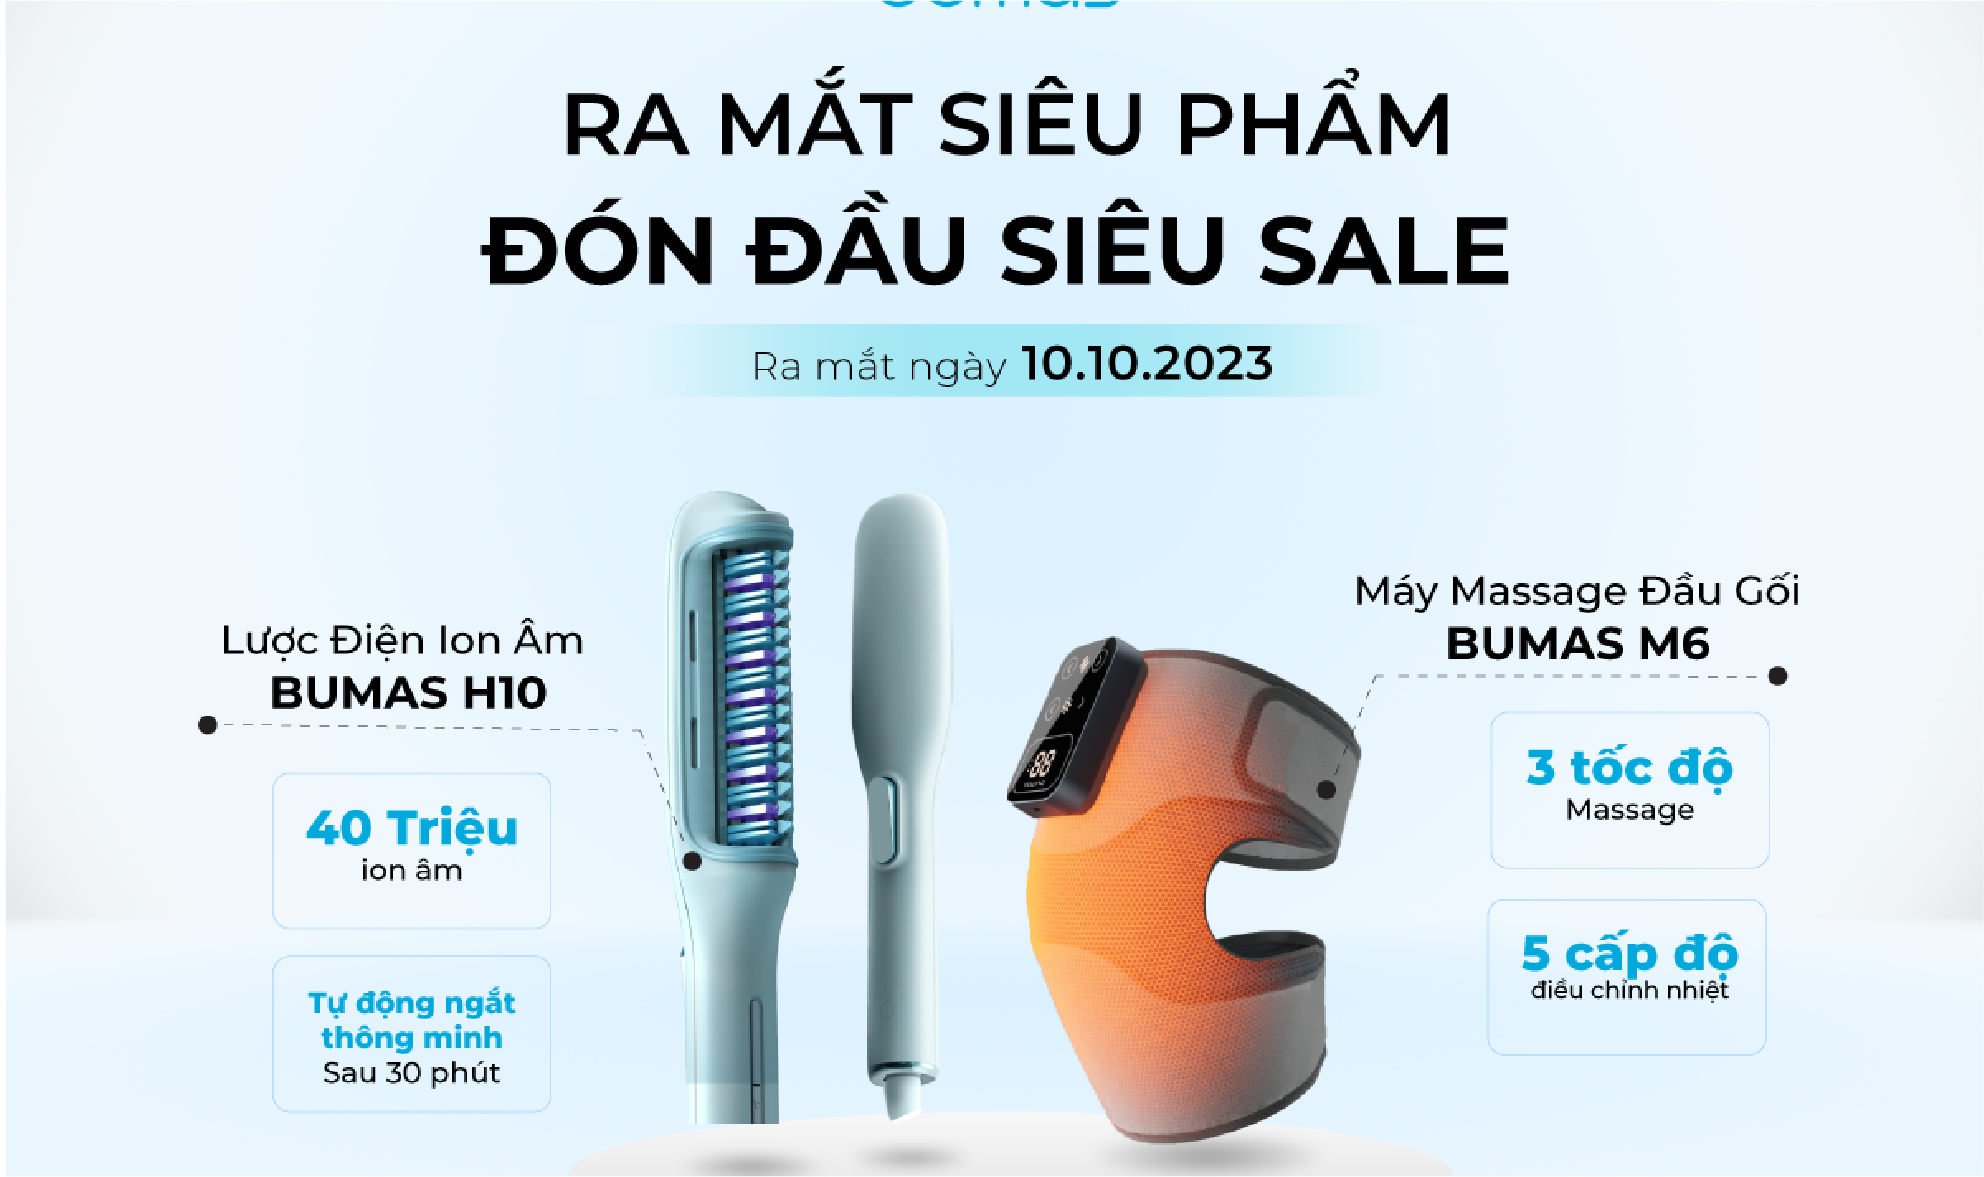 RA MẮT SIÊU PHẨM
ĐÓN ĐẦU SIÊU SALE
Ra mắt ngày 10.10.2023
Lược Điện Ion Âm
BUMAS H10
40 Triệu
ion âm
Tự động ngắt
thông minh
Sau 30 phút
Máy Massage Đầu Gối
BUMAS M6
3 tốc độ
Massage
5 cấp độ
điều chỉnh nhiệt
88